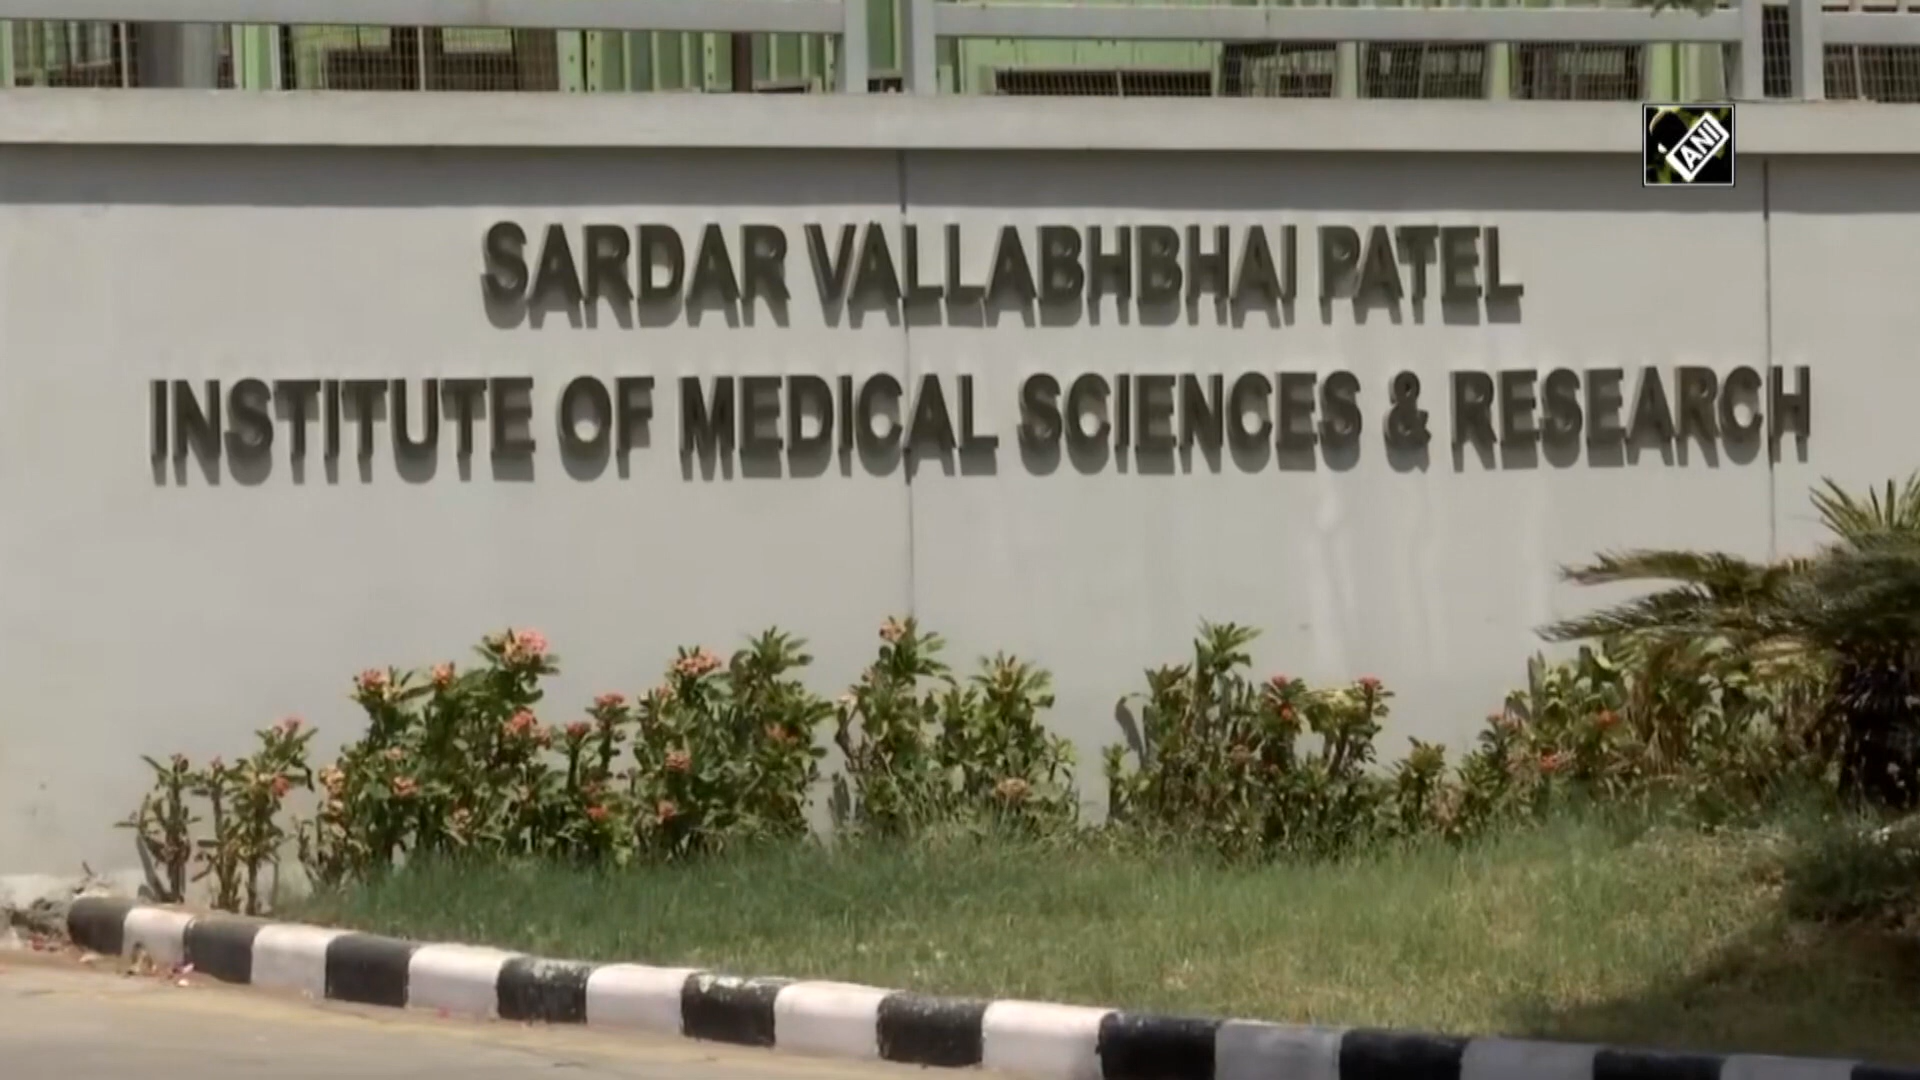 ANI
SARDAR VALLABHBHAI PATEL
INSTITUTE OF MEDICAL SCIENCES & RESEARCH